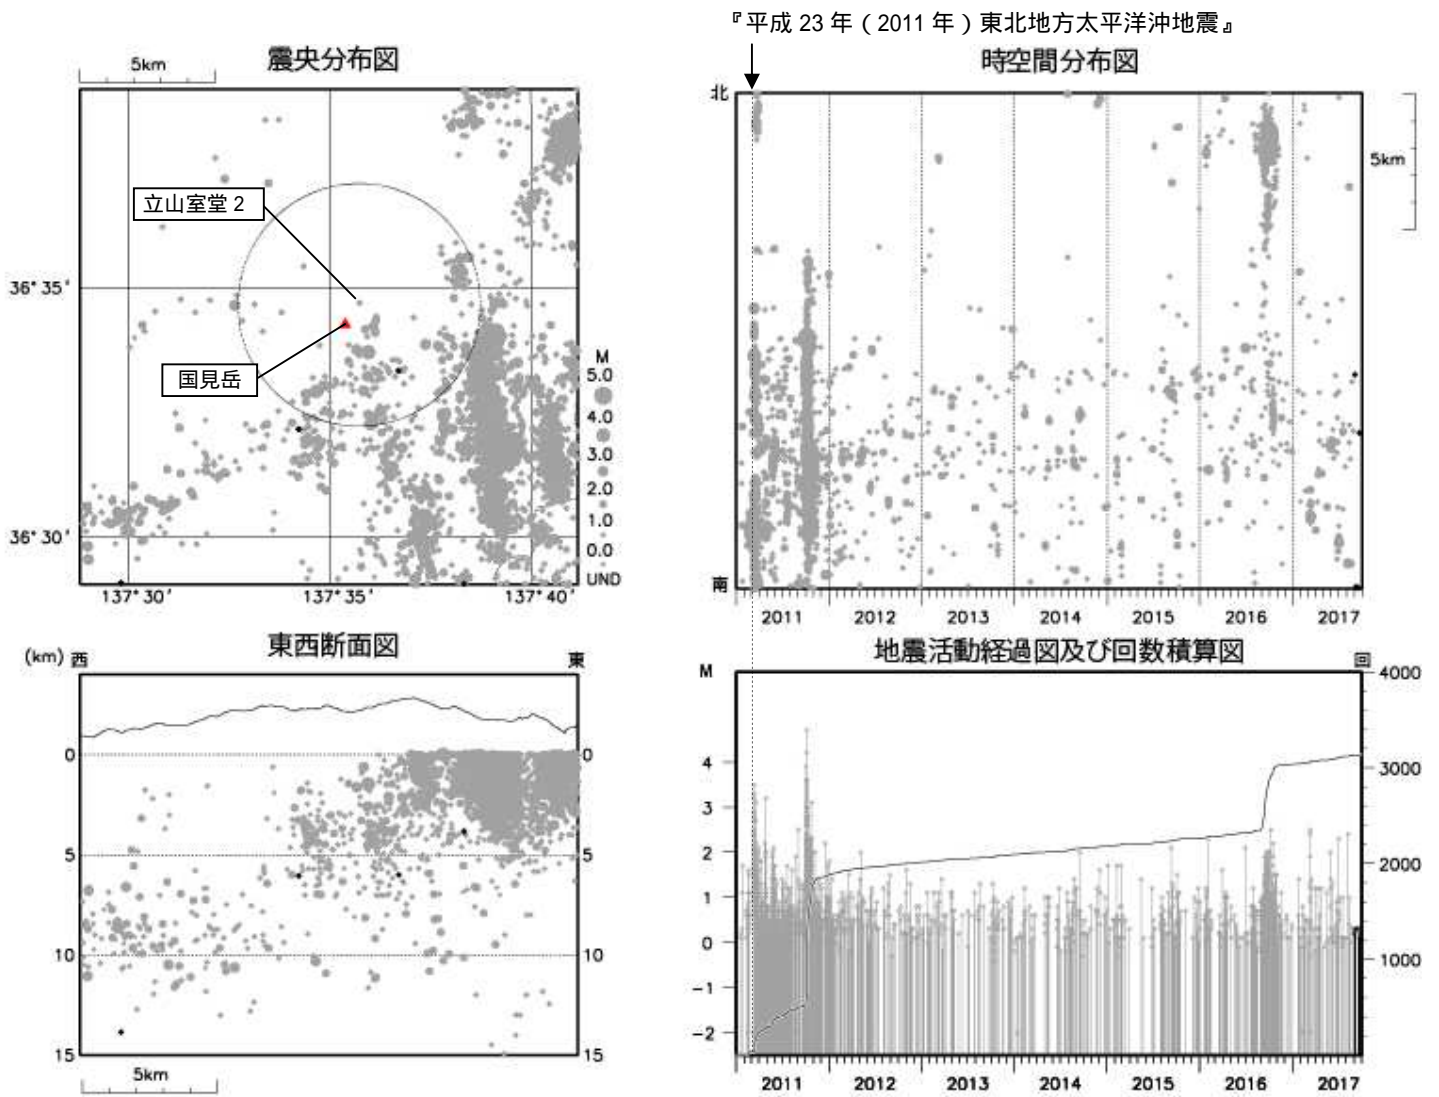 『平成 23 年（2011 年）東北地方太平洋沖地震』
震央分布図
5km
立山室堂 2
国見岳
36° 35'
36° 30'
137° 30'
137° 35'
137° 40'
M
5.0
4.0
3.0
2.0
1.0
0.0
UND
時空間分布図
北
南
5km
2011
2012
2013
2014
2015
2016
2017
東西断面図
(km)
西
東
0
5
10
15
0
5
10
15
5km
地震活動経過図及び回数積算図
M
回
4
3
2
1
0
-1
-2
4000
3000
2000
1000
2011
2012
2013
2014
2015
2016
2017